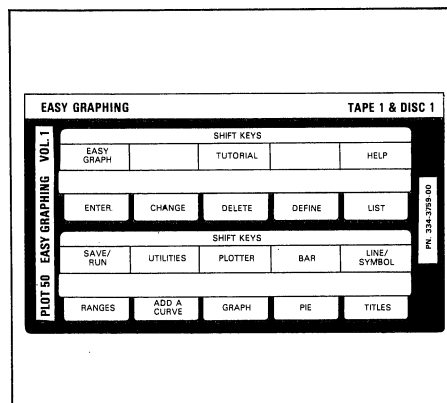 EASY GRAPHING TAPE 1 & DISC 1
PLOT 50 EASY GRAPHING VOL. 1
SHIFT KEYS
EASY GRAPH TUTORIAL HELP
ENTER CHANGE DELETE DEFINE LIST
SHIFT KEYS
SAVE/RUN UTILITIES PLOTTER BAR LINE/SYMBOL
RANGES ADD A CURVE GRAPH PIE TITLES
PN. 334-3759-00